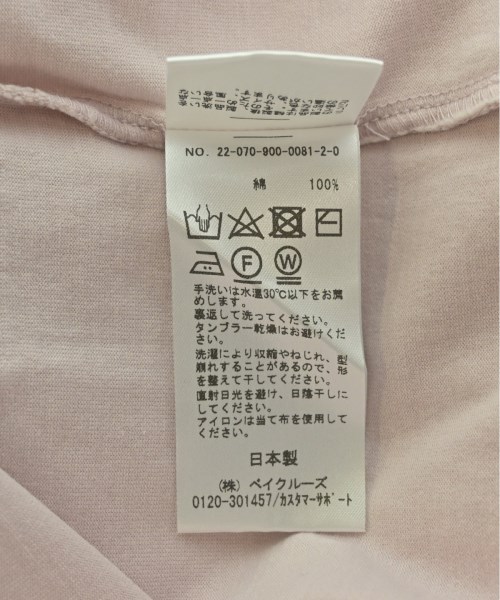 NO. 22-070-900-0081-2-0
綿 100%
F
W
手洗いは水温30℃以下をお薦
めします。
裏返して洗ってください。
タンブラー乾燥はお避けくだ
さい。
洗濯により収縮やねじれ、型
崩れすることがあるので、形
を整えて干してください。
直射日光を避け、日陰干しに
してください。
アイロンは当て布を使用して
ください。
日本製
(株) ベイクルーズ
0120-301457/カスタマーサポート